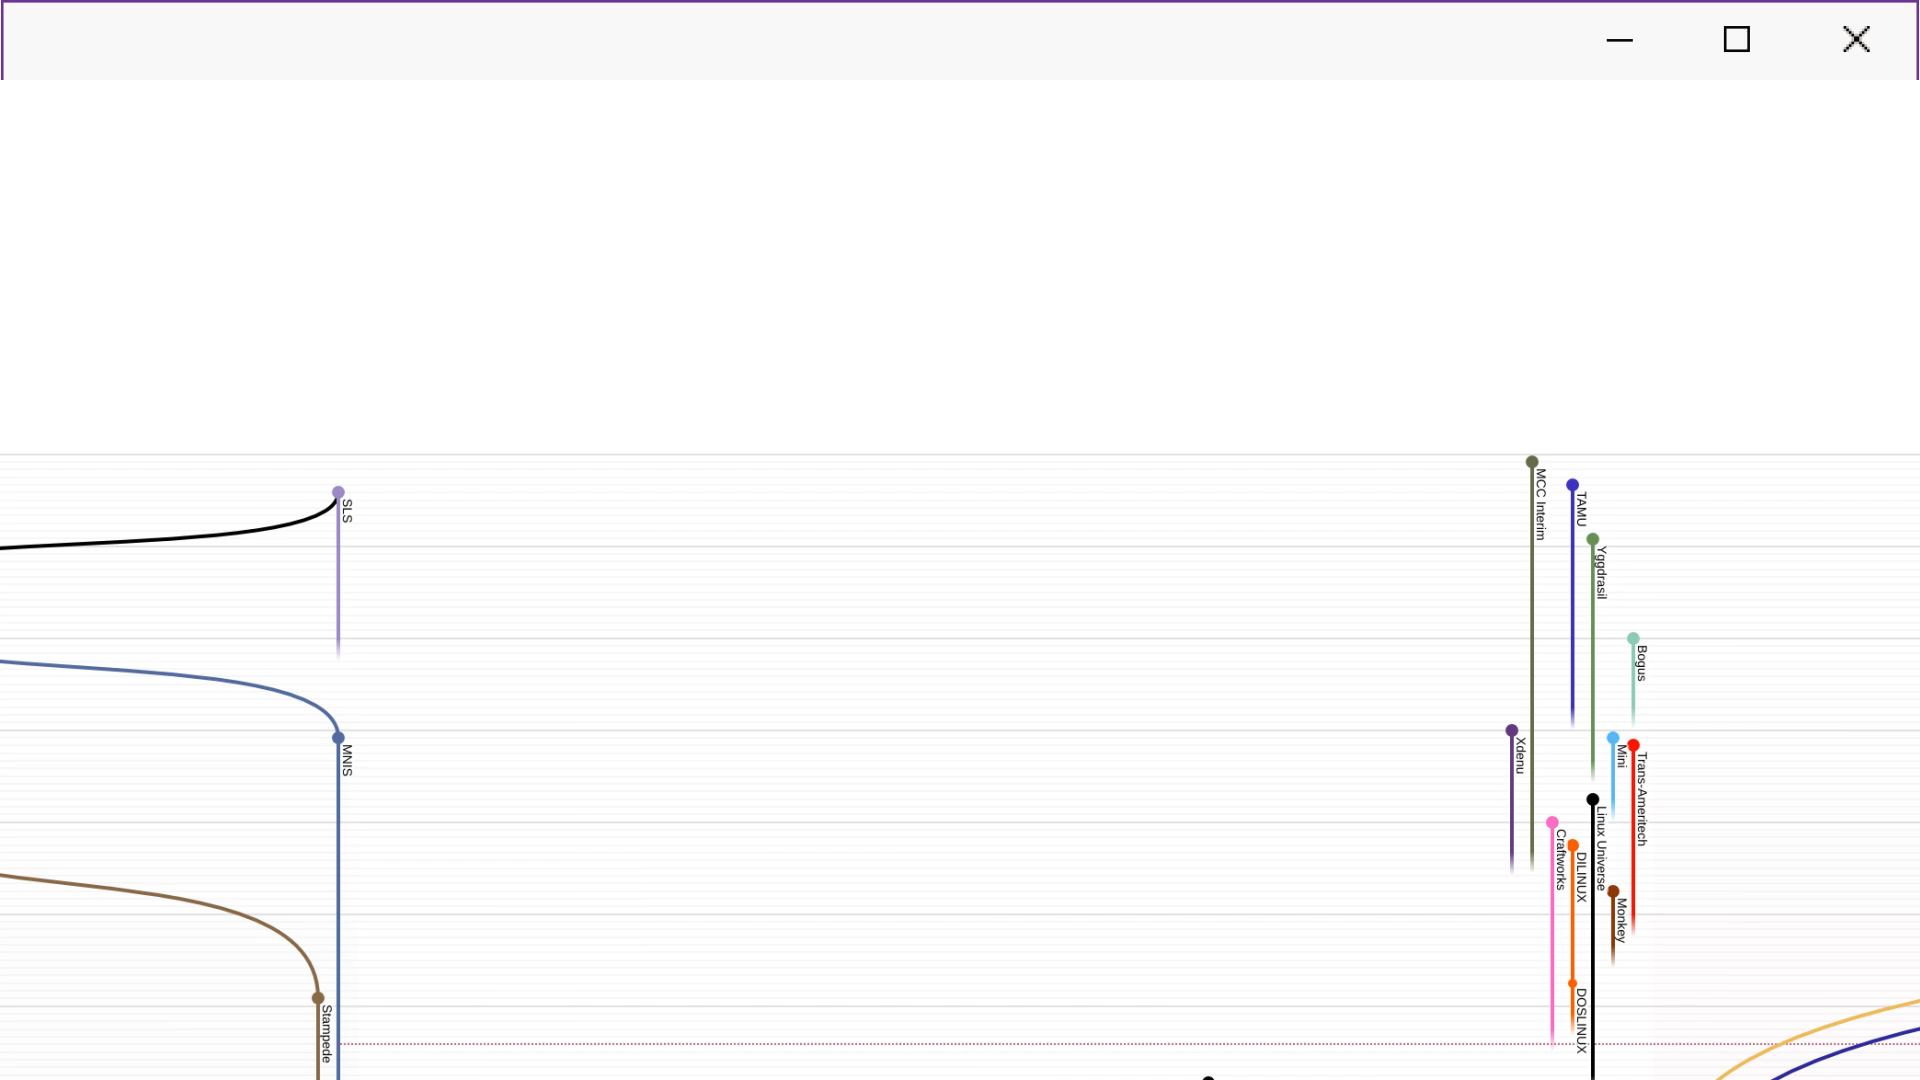 MCC Interim
TAMU
SLS
Yggdrasil
Bogus
Xdenu
MNIS
Mini
Trans-Ameritech
Linux Universe
Craftworks
DILINUX
Monkey
DOSLINUX
Stampede